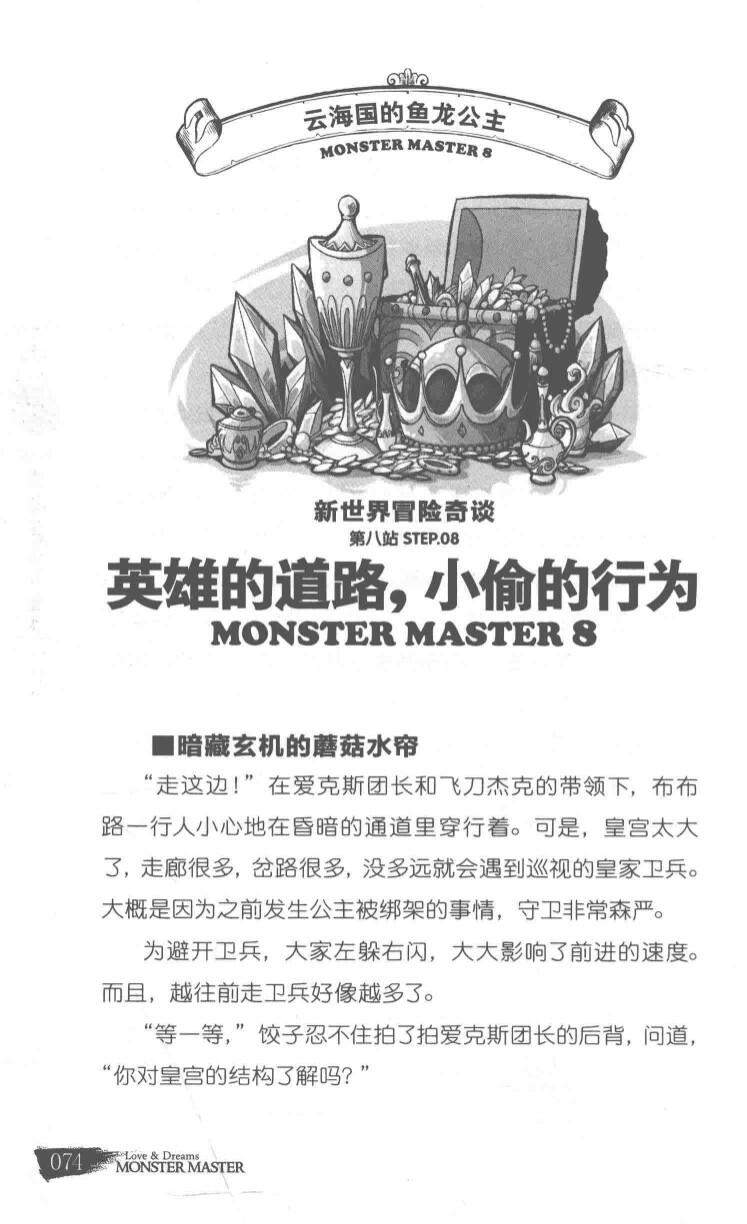 云海国的鱼龙公主
MONSTER MASTER 8
新世界冒险奇谈
第八站 STEP.08
英雄的道路，小偷的行为
MONSTER MASTER 8
■暗藏玄机的蘑菇水帘
“走这边！”在爱克斯团长和飞刀杰克的带领下，布布
路一行人小心地在昏暗的通道里穿行着。可是，皇宫太大
了，走廊很多，岔路很多，没多远就会遇到巡视的皇家卫兵。
大概是因为之前发生公主被绑架的事情，守卫非常森严。
为避开卫兵，大家左躲右闪，大大影响了前进的速度。
而且，越往前走卫兵好像越多了。
“等一等，”饺子忍不住拍了拍爱克斯团长的后背，问道，
“你对皇宫的结构了解吗？”
074
Love & Dreams
MONSTER MASTER